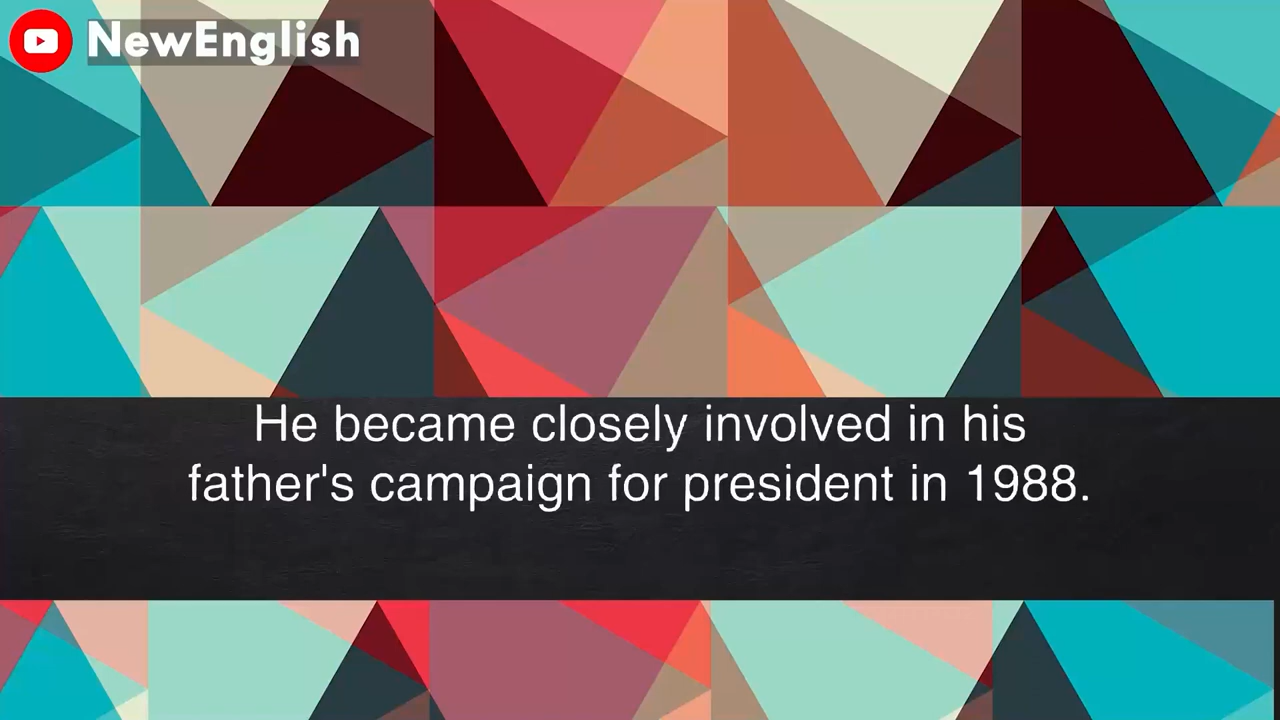 NewEnglish
He became closely involved in his
father's campaign for president in 1988.